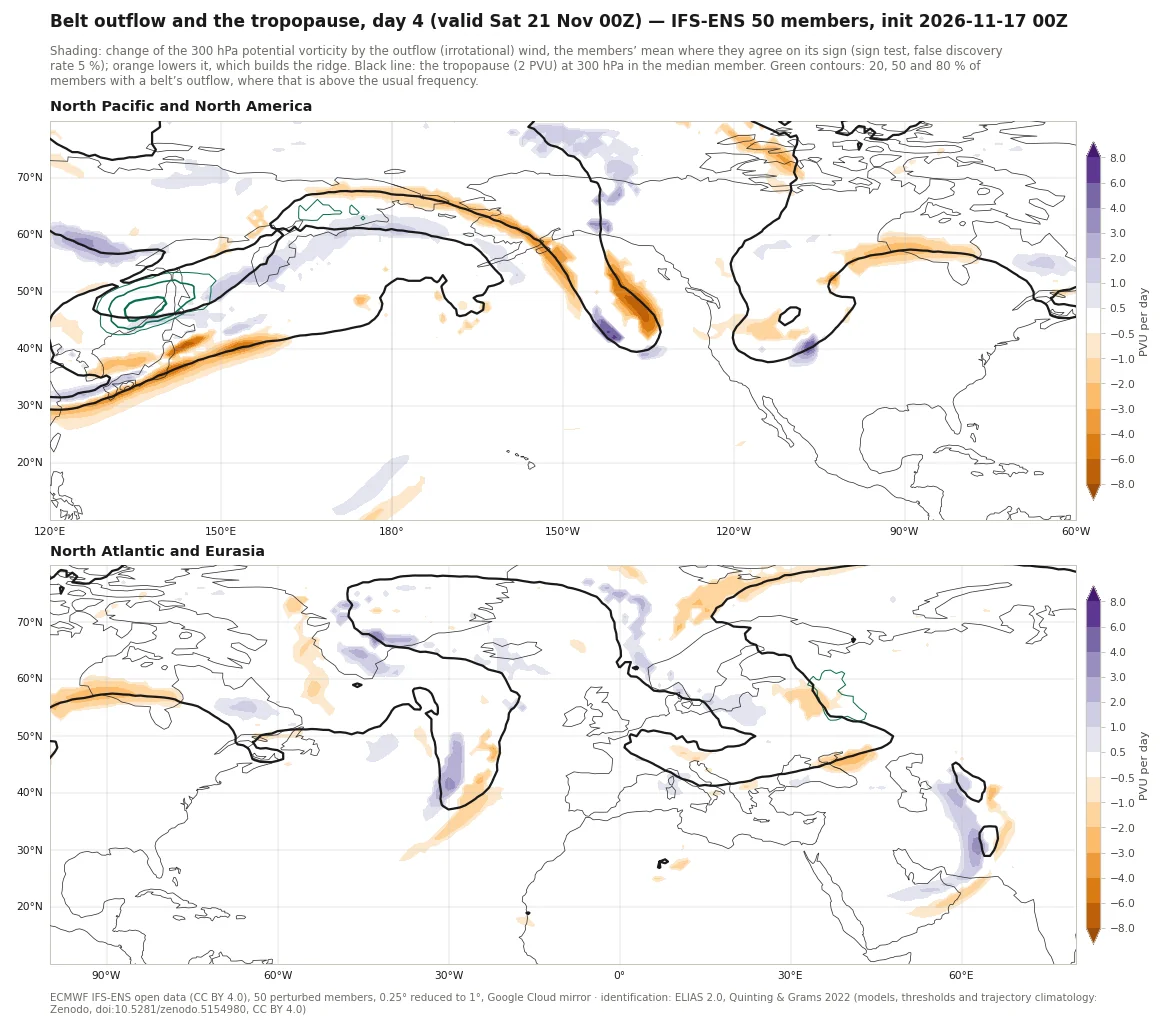 Belt outflow and the tropopause, day 4 (valid Sat 21 Nov 00Z) — IFS-ENS 50 members, init 2026-11-17 00Z
Shading: change of the 300 hPa potential vorticity by the outflow (irrotational) wind, the members’ mean where they agree on its sign (sign test, false discovery
rate 5 %); orange lowers it, which builds the ridge. Black line: the tropopause (2 PVU) at 300 hPa in the median member. Green contours: 20, 50 and 80 % of
members with a belt’s outflow, where that is above the usual frequency.
North Pacific and North America
70°N
60°N
50°N
40°N
30°N
20°N
120°E
150°E
180°
150°W
120°W
90°W
60°W
8.0
6.0
4.0
3.0
2.0
1.0
0.5
−0.5
−1.0
−2.0
−3.0
−4.0
−6.0
−8.0
PVU per day
North Atlantic and Eurasia
70°N
60°N
50°N
40°N
30°N
20°N
90°W
60°W
30°W
0°
30°E
60°E
8.0
6.0
4.0
3.0
2.0
1.0
0.5
−0.5
−1.0
−2.0
−3.0
−4.0
−6.0
−8.0
PVU per day
ECMWF IFS-ENS open data (CC BY 4.0), 50 perturbed members, 0.25° reduced to 1°, Google Cloud mirror · identification: ELIAS 2.0, Quinting & Grams 2022 (models, thresholds and trajectory climatology:
Zenodo, doi:10.5281/zenodo.5154980, CC BY 4.0)